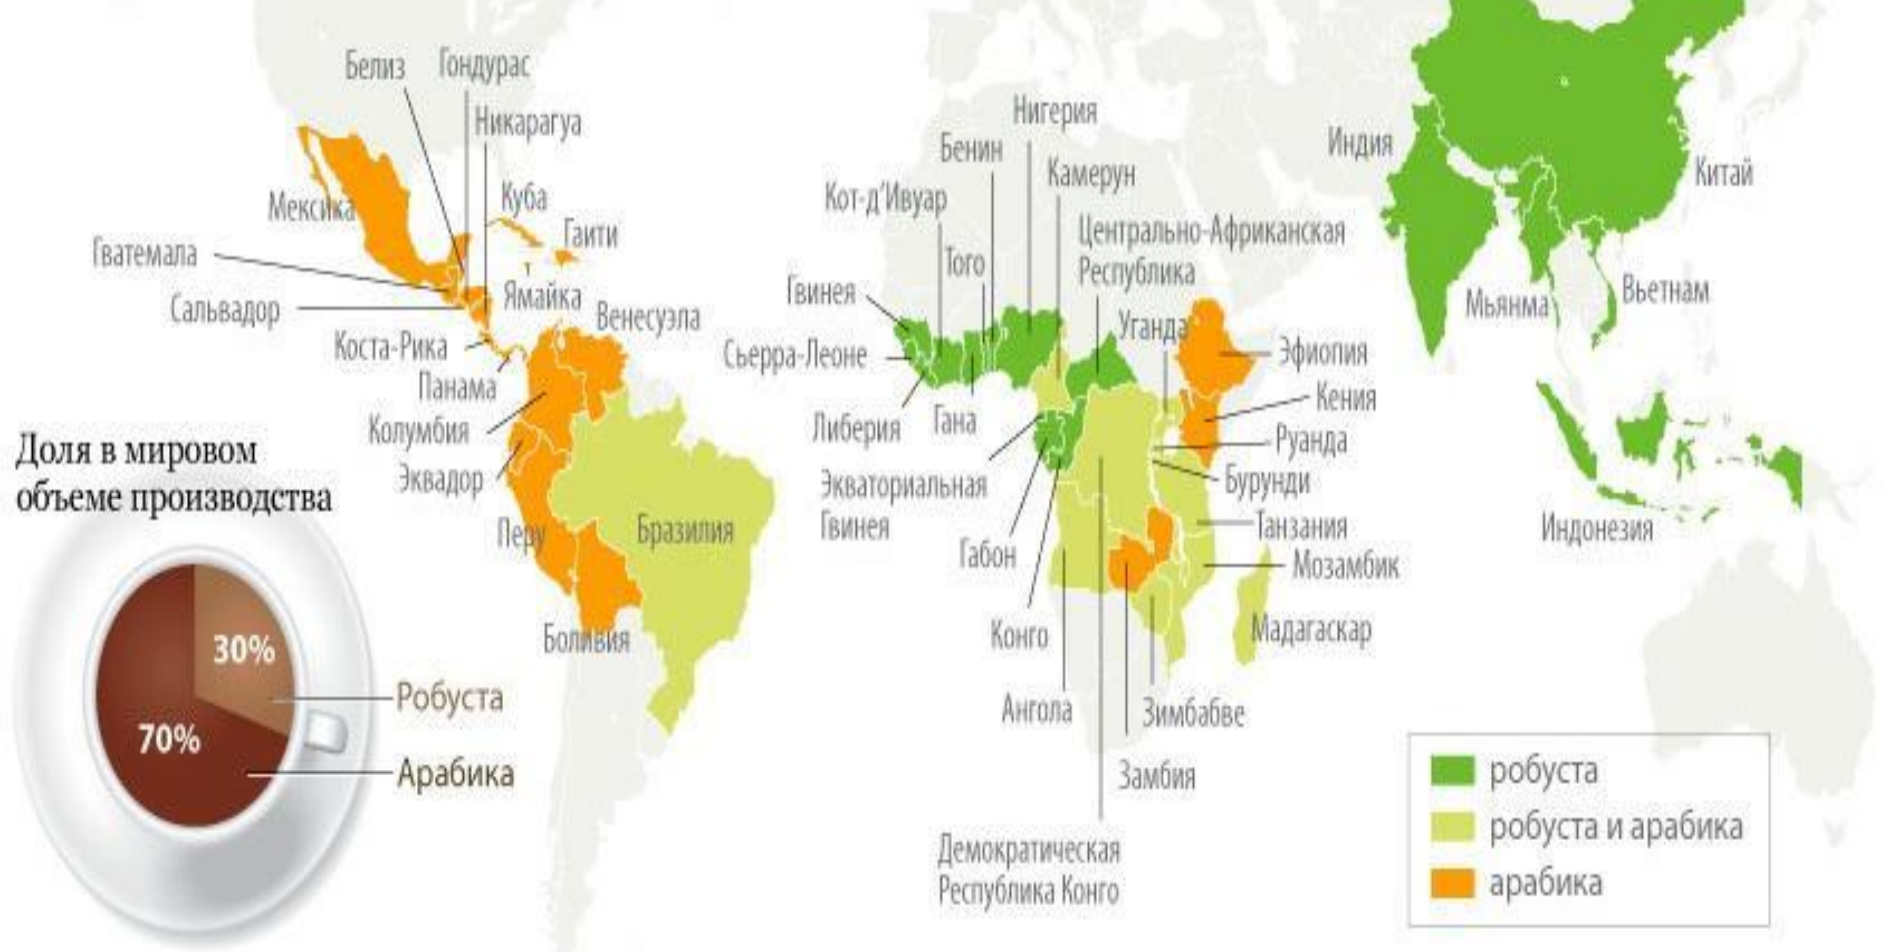 Белиз
Гондурас
Никарагуа
Куба
Мексика
Гаити
Гватемала
Ямайка
Сальвадор
Венесуэла
Коста-Рика
Панама
Колумбия
Эквадор
Перу
Бразилия
Боливия
Нигерия
Бенин
Камерун
Кот-д'Ивуар
Центрально-Африканская
Республика
Того
Гвинея
Уганда
Сьерра-Леоне
Эфиопия
Кения
Либерия
Гана
Руанда
Экваториальная
Гвинея
Бурунди
Танзания
Габон
Мозамбик
Конго
Мадагаскар
Ангола
Зимбабве
Замбия
Демократическая
Республика Конго
Индия
Китай
Мьянма
Вьетнам
Индонезия
Доля в мировом
объеме производства
30%
70%
Робуста
Арабика
робуста
робуста и арабика
арабика